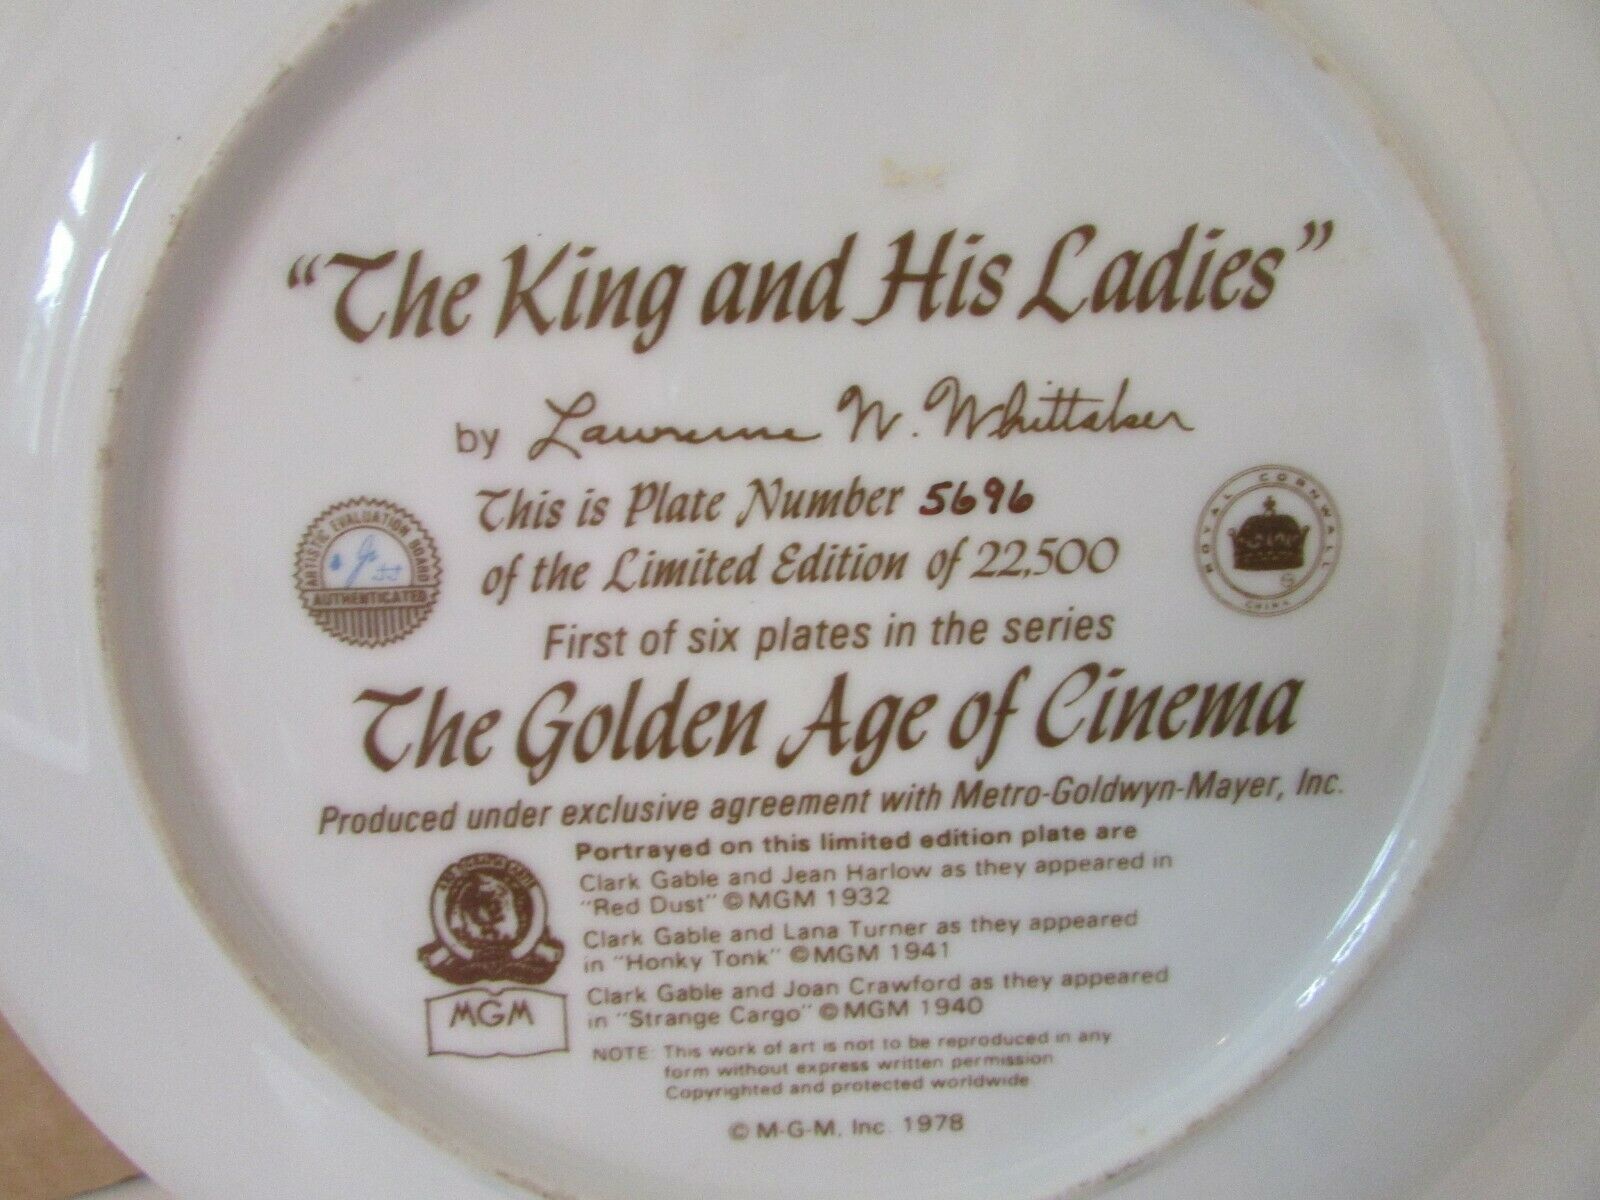 “The King and His Ladies”
by Lawrence W. Whittaker
This is Plate Number 5696
of the Limited Edition of 22,500
ARTISTIC EVALUATION BOARD
AUTHENTICATED
ROYAL CORNWALL
CHINA
First of six plates in the series
The Golden Age of Cinema
Produced under exclusive agreement with Metro-Goldwyn-Mayer, Inc.
Portrayed on this limited edition plate are
Clark Gable and Jean Harlow as they appeared in
"Red Dust" © MGM 1932
Clark Gable and Lana Turner as they appeared
in "Honky Tonk" © MGM 1941
Clark Gable and Joan Crawford as they appeared
in "Strange Cargo" © MGM 1940
ARS GRATIA ARTIS
MGM
NOTE: This work of art is not to be reproduced in any
form without express written permission
Copyrighted and protected worldwide
© M-G-M, Inc. 1978